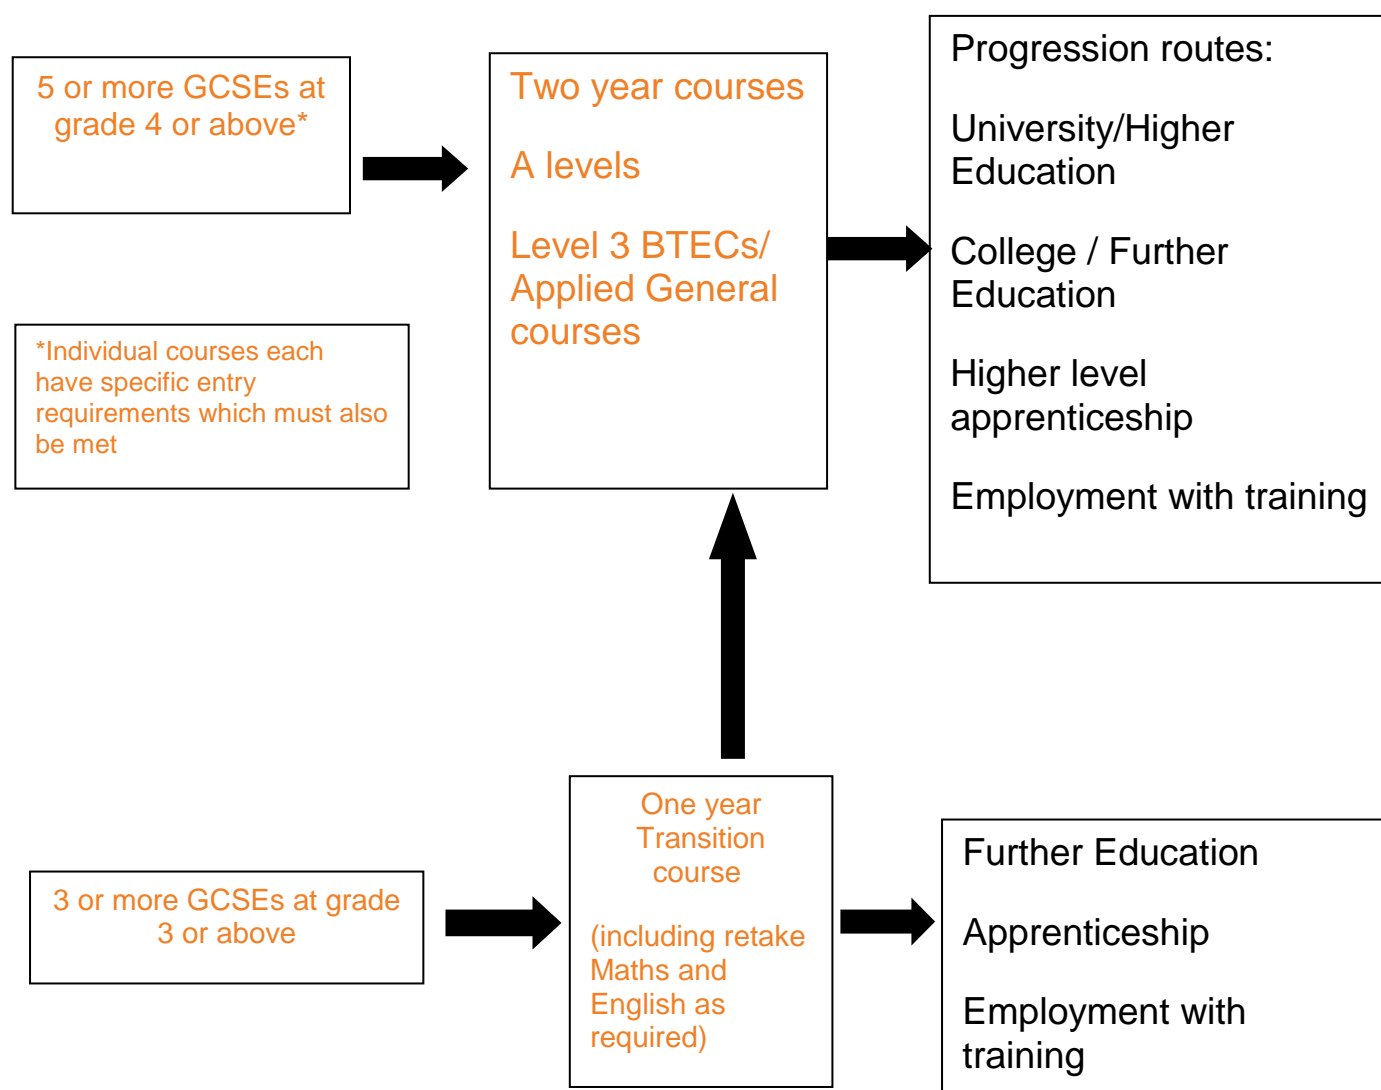 5 or more GCSEs at
grade 4 or above*
*Individual courses each
have specific entry
requirements which must also
be met
Two year courses
A levels
Level 3 BTECs/
Applied General
courses
Progression routes:
University/Higher
Education
College / Further
Education
Higher level
apprenticeship
Employment with training
3 or more GCSEs at grade
3 or above
One year
Transition
course
(including retake
Maths and
English as
required)
Further Education
Apprenticeship
Employment with
training